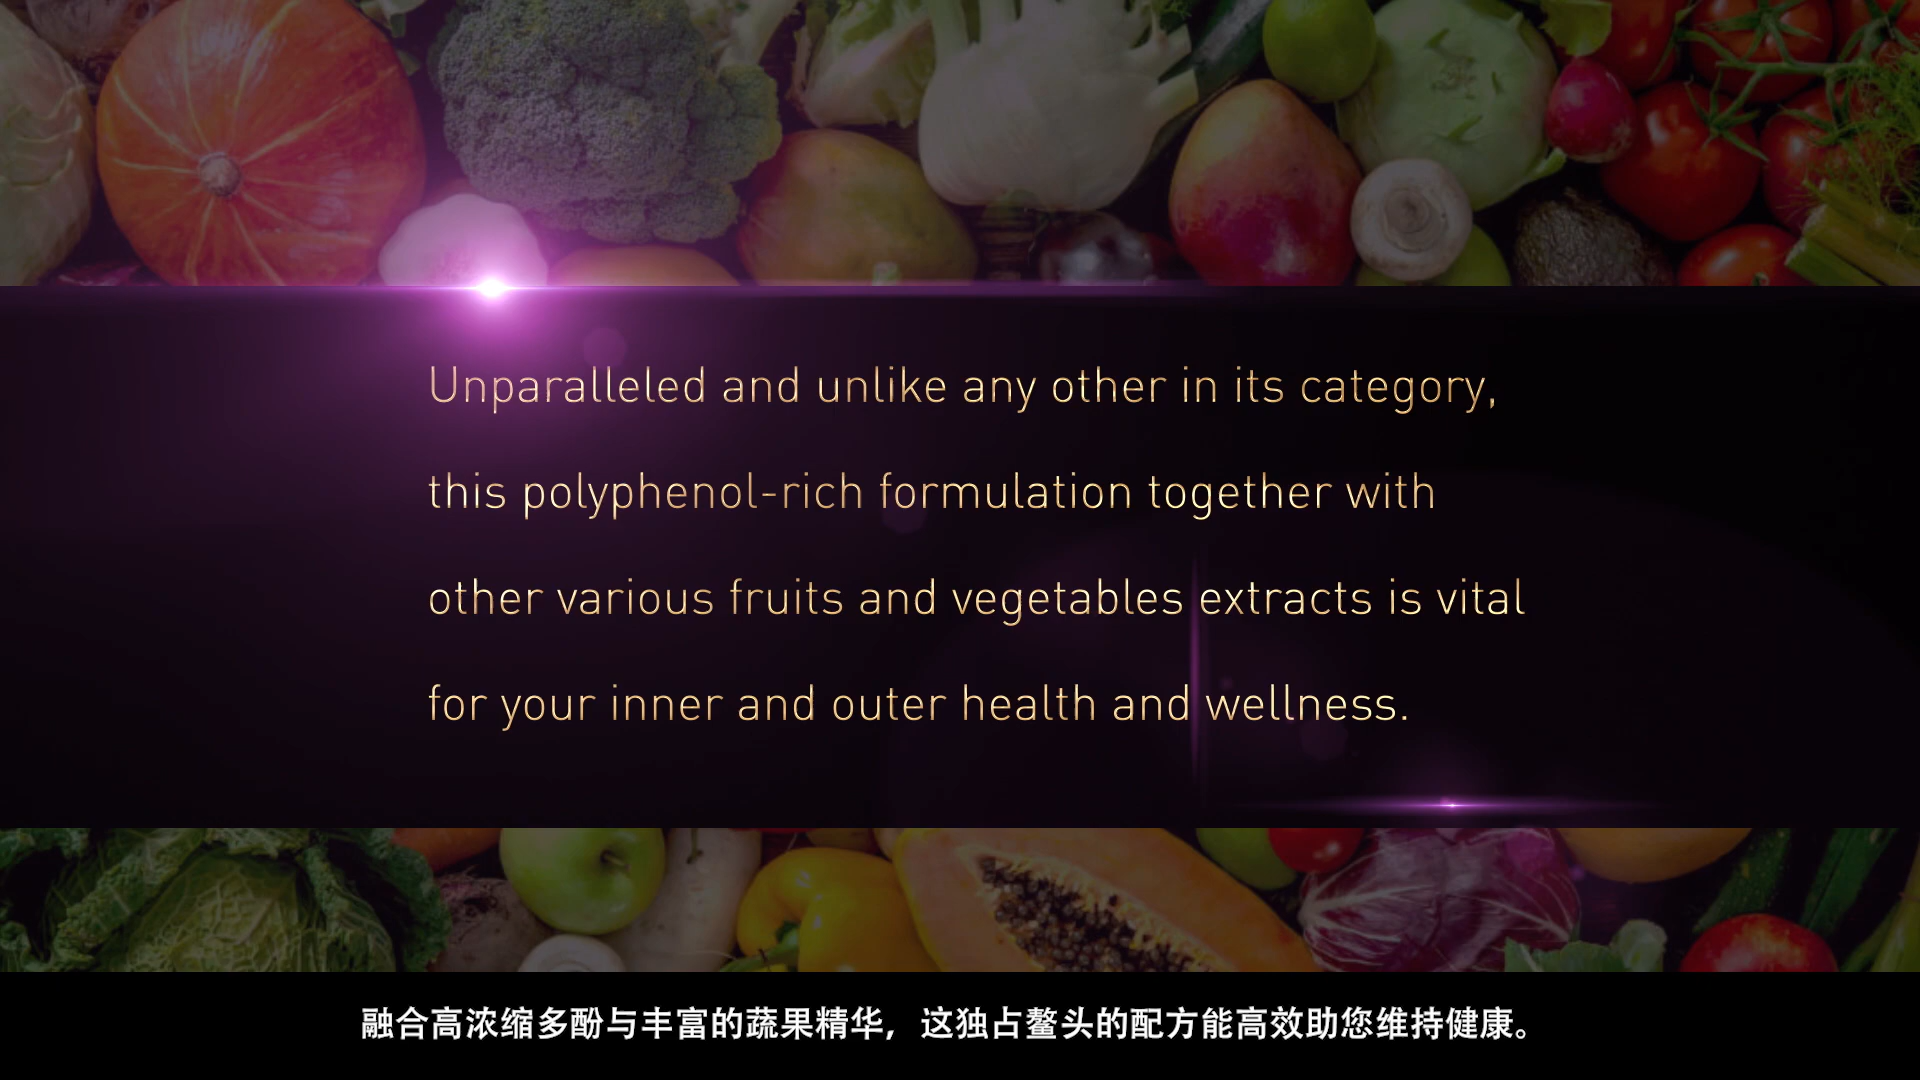 Unparalleled and unlike any other in its category,
this polyphenol-rich formulation together with
other various fruits and vegetables extracts is vital
for your inner and outer health and wellness.
融合高浓缩多酚与丰富的蔬果精华，这独占鳌头的配方能高效助您维持健康。